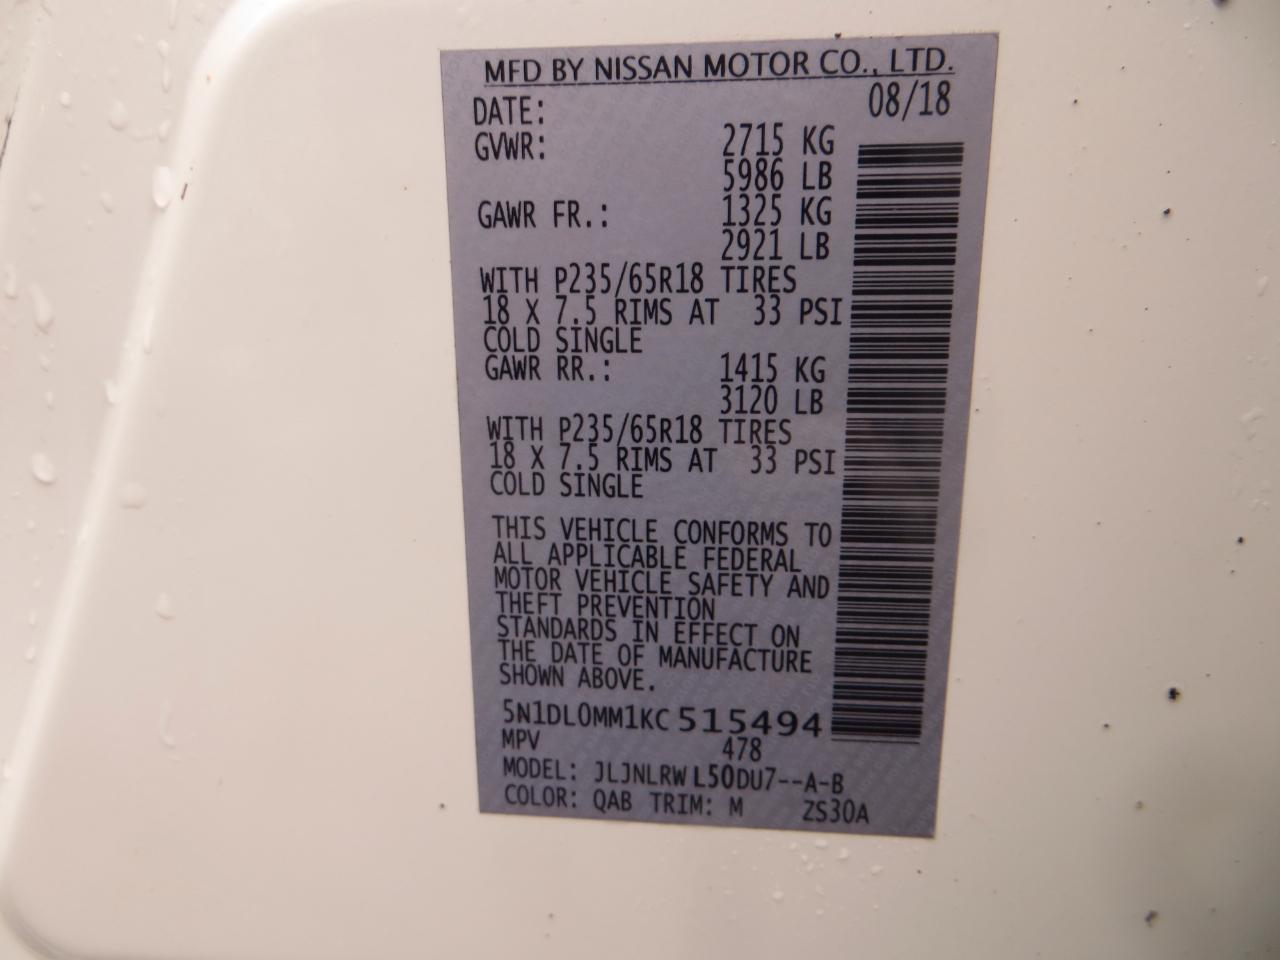 MFD BY NISSAN MOTOR CO., LTD.
DATE: 08/18
GVWR: 2715 KG
5986 LB
GAWR FR.: 1325 KG
2921 LB
WITH P235/65R18 TIRES
18 X 7.5 RIMS AT 33 PSI
COLD SINGLE
GAWR RR.: 1415 KG
3120 LB
WITH P235/65R18 TIRES
18 X 7.5 RIMS AT 33 PSI
COLD SINGLE
THIS VEHICLE CONFORMS TO
ALL APPLICABLE FEDERAL
MOTOR VEHICLE SAFETY AND
THEFT PREVENTION
STANDARDS IN EFFECT ON
THE DATE OF MANUFACTURE
SHOWN ABOVE.
5N1DL0MM1KC 515494
MPV 478
MODEL: JLJNLRW L50DU7--A-B
COLOR: QAB TRIM: M ZS30A